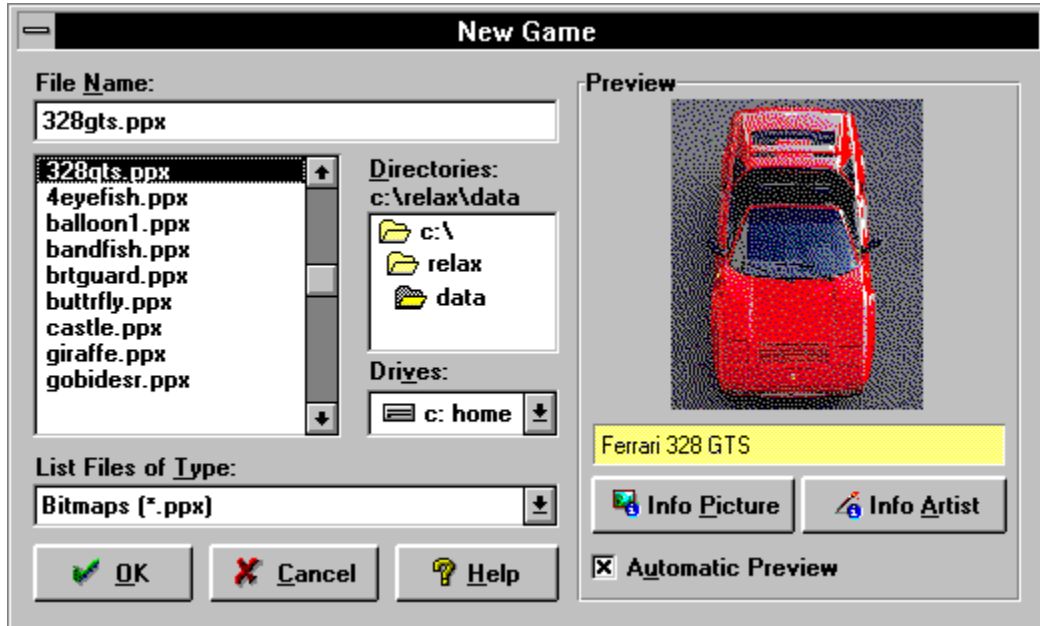 New Game
File Name:
328gts.ppx
328gts.ppx
4eyefish.ppx
balloon1.ppx
bandfish.ppx
brtguard.ppx
buttrfly.ppx
castle.ppx
giraffe.ppx
gobidesr.ppx
Directories:
c:\relax\data
c:\
relax
data
Drives:
c: home
List Files of Type:
Bitmaps (*.ppx)
OK
Cancel
Help
Preview
Ferrari 328 GTS
Info Picture
Info Artist
Automatic Preview